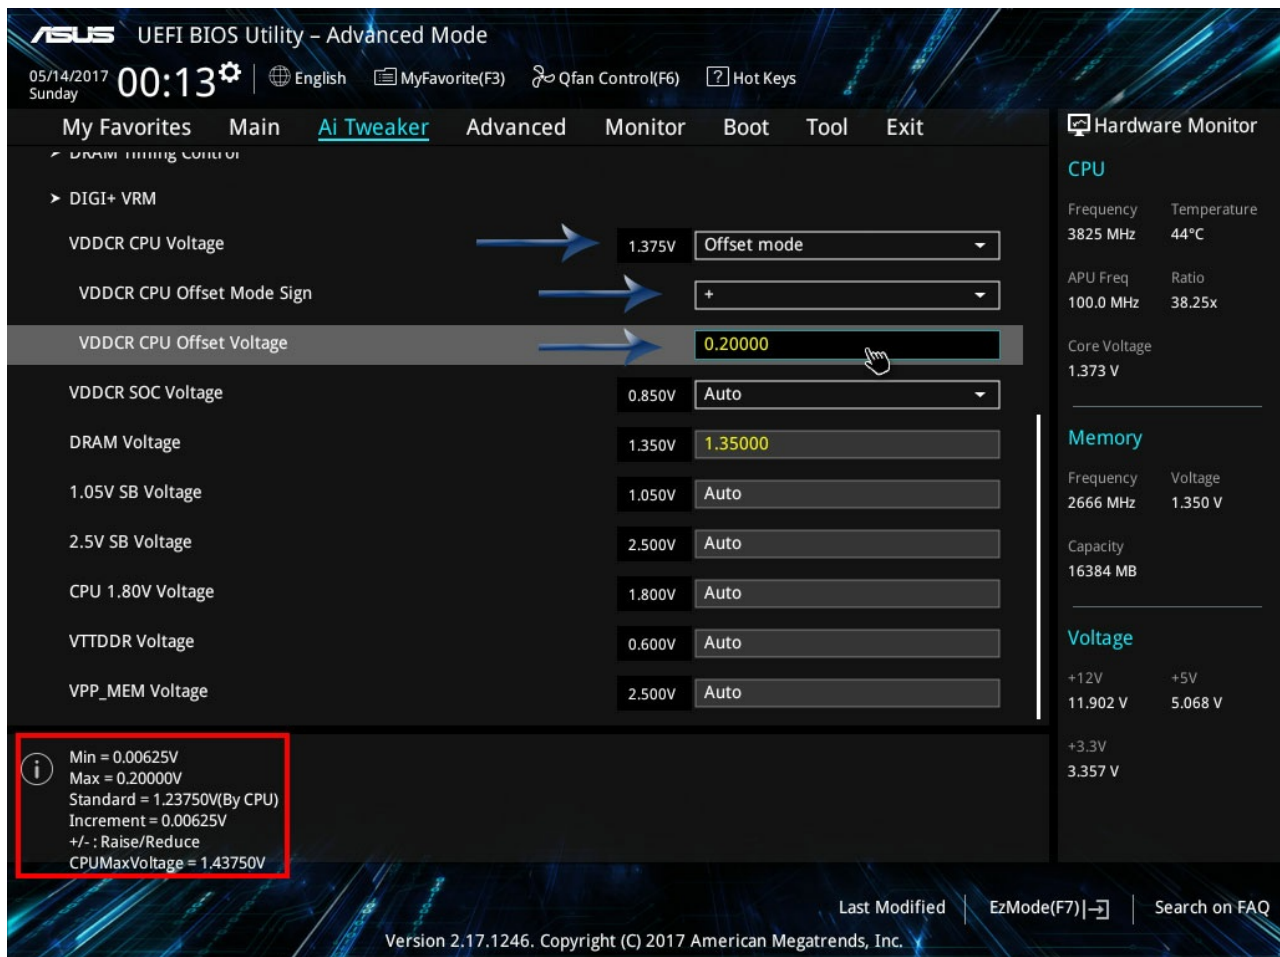 ASUS UEFI BIOS Utility – Advanced Mode
05/14/2017 Sunday 00:13 English MyFavorite(F3) Qfan Control(F6) ? Hot Keys
My Favorites Main Ai Tweaker Advanced Monitor Boot Tool Exit
DRAM Timing Control
> DIGI+ VRM
VDDCR CPU Voltage 1.375V Offset mode
VDDCR CPU Offset Mode Sign +
VDDCR CPU Offset Voltage 0.20000
VDDCR SOC Voltage 0.850V Auto
DRAM Voltage 1.350V 1.35000
1.05V SB Voltage 1.050V Auto
2.5V SB Voltage 2.500V Auto
CPU 1.80V Voltage 1.800V Auto
VTTDDR Voltage 0.600V Auto
VPP_MEM Voltage 2.500V Auto
Min = 0.00625V
Max = 0.20000V
Standard = 1.23750V(By CPU)
Increment = 0.00625V
+/- : Raise/Reduce
CPUMaxVoltage = 1.43750V
Hardware Monitor
CPU
Frequency Temperature
3825 MHz 44°C
APU Freq Ratio
100.0 MHz 38.25x
Core Voltage
1.373 V
Memory
Frequency Voltage
2666 MHz 1.350 V
Capacity
16384 MB
Voltage
+12V +5V
11.902 V 5.068 V
+3.3V
3.357 V
Last Modified EzMode(F7) Search on FAQ
Version 2.17.1246. Copyright (C) 2017 American Megatrends, Inc.